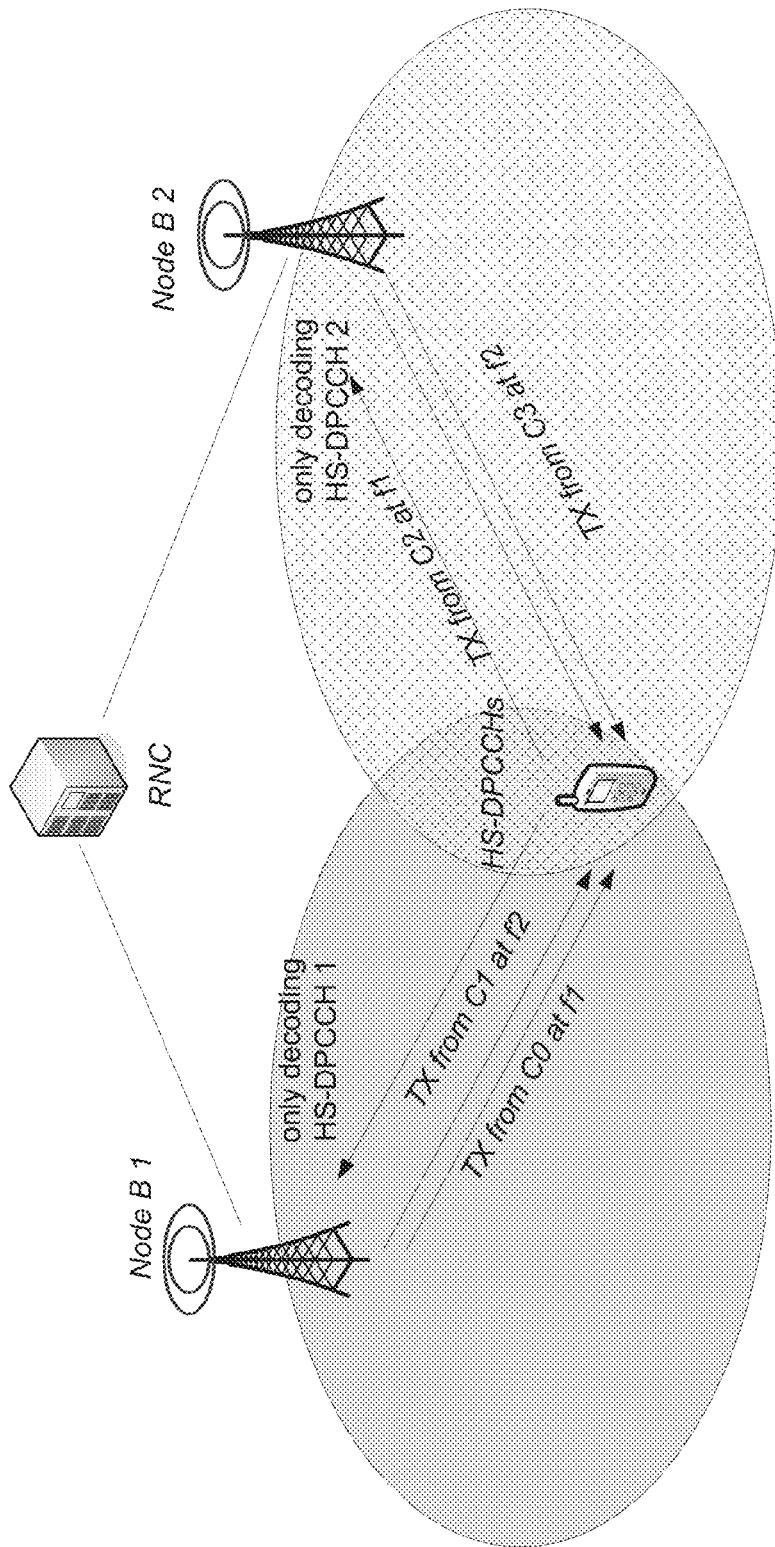 RNC
Node B 1
Node B 2
only decoding
HS-DPCCH 1
only decoding
HS-DPCCH 2
HS-DPCCHs
TX from C1 at f2
TX from C0 at f1
TX from C2 at f1
TX from C3 at f2